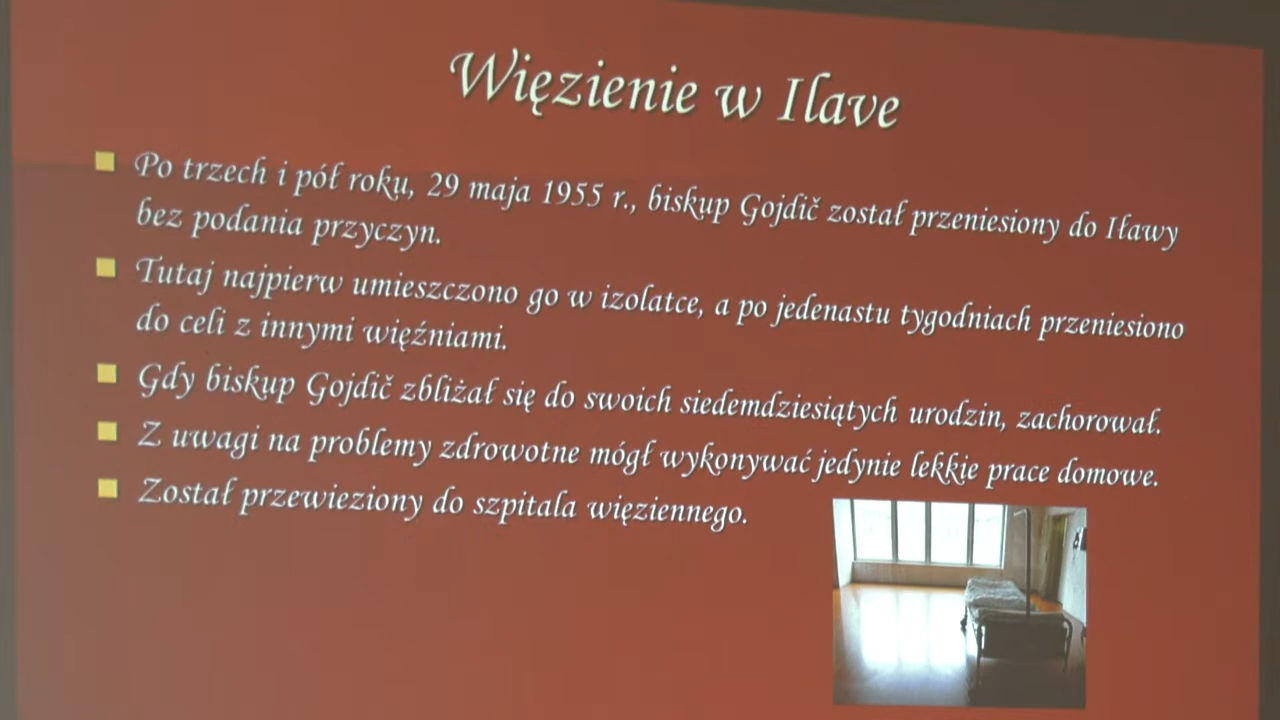 Więzienie w Ilave
Po trzech i pół roku, 29 maja 1955 r., biskup Gojdič został przeniesiony do Iławy
bez podania przyczyn.
Tutaj najpierw umieszczono go w izolatce, a po jedenastu tygodniach przeniesiono
do celi z innymi więźniami.
Gdy biskup Gojdič zbliżał się do swoich siedemdziesiątych urodzin, zachorował.
Z uwagi na problemy zdrowotne mógł wykonywać jedynie lekkie prace domowe.
Został przewieziony do szpitala więziennego.